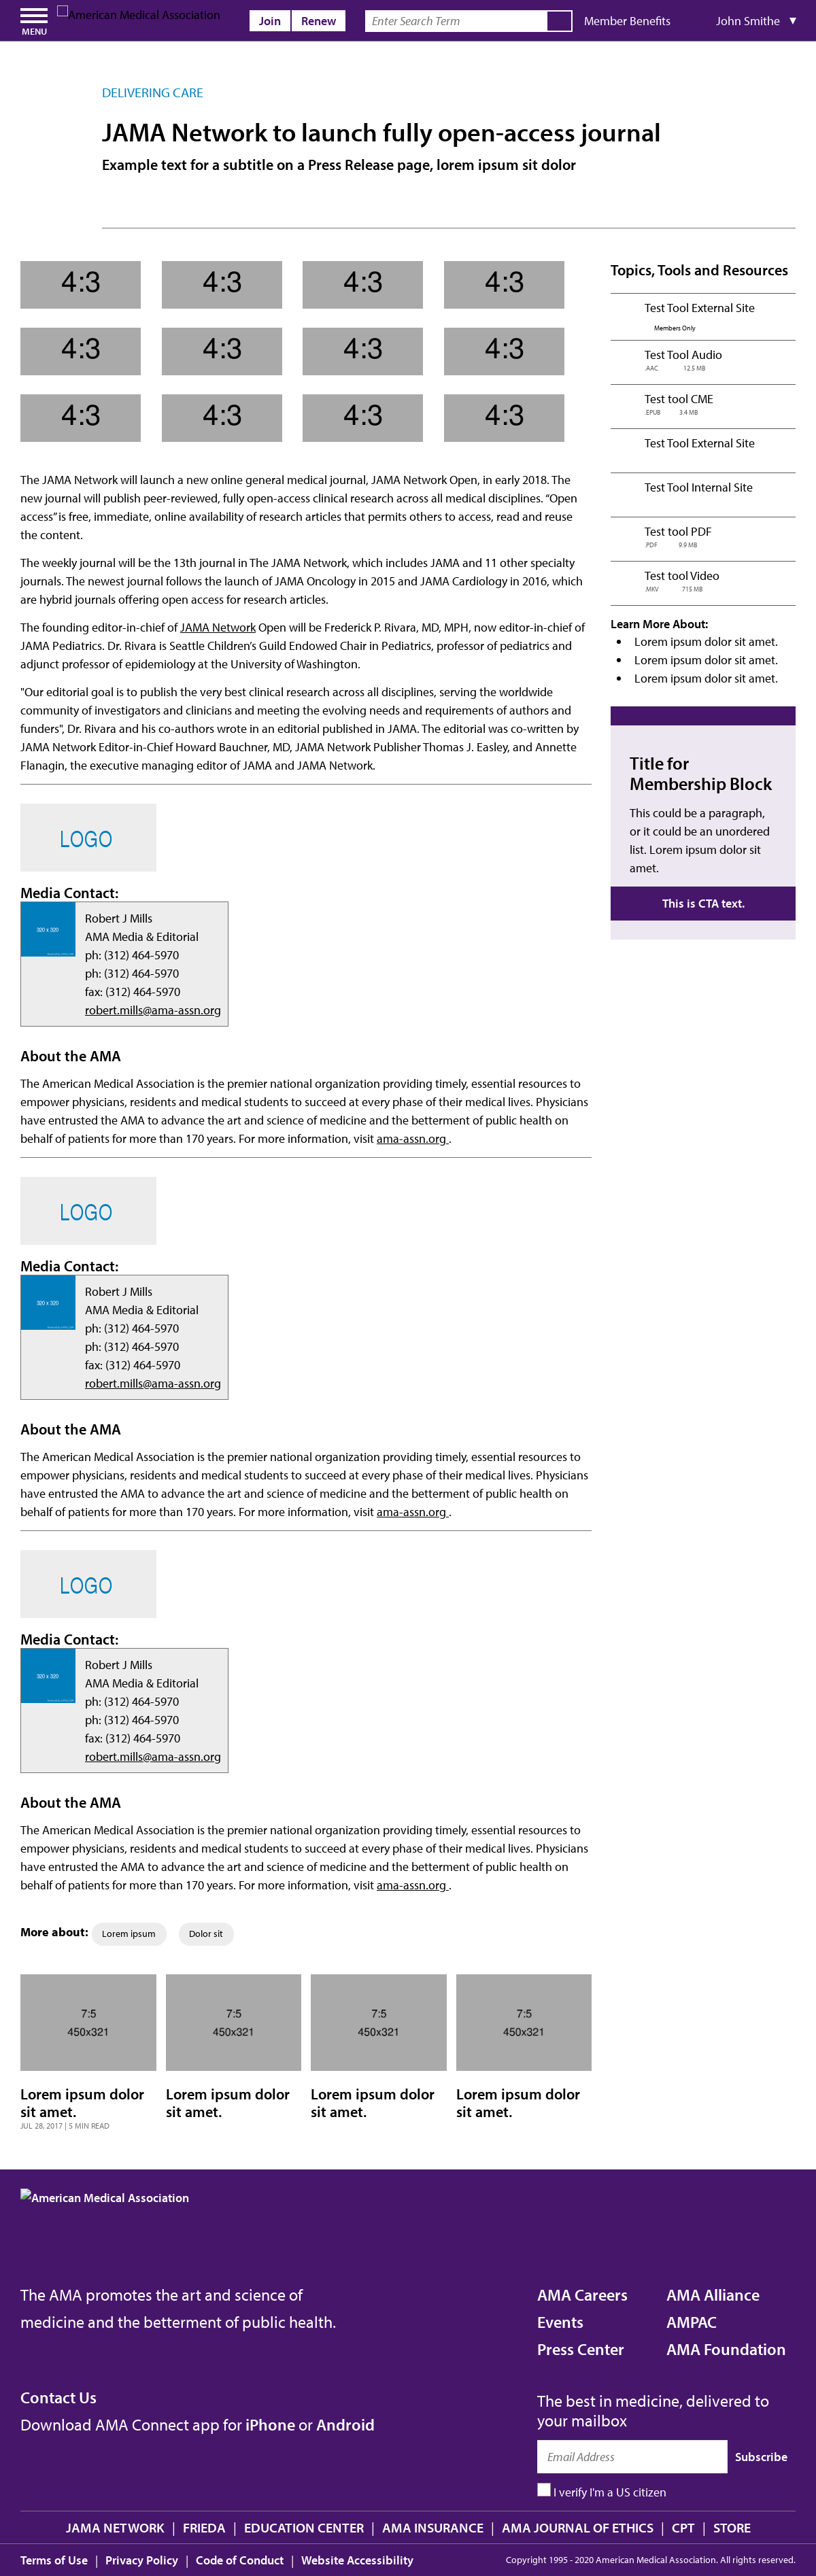 MENU
American Medical Association
Join
Renew
Enter Search Term
Member Benefits
John Smithe ▼
DELIVERING CARE
JAMA Network to launch fully open-access journal
Example text for a subtitle on a Press Release page, lorem ipsum sit dolor
4:3 4:3 4:3 4:3
4:3 4:3 4:3 4:3
4:3 4:3 4:3 4:3
The JAMA Network will launch a new online general medical journal, JAMA Network Open, in early 2018. The
new journal will publish peer-reviewed, fully open-access clinical research across all medical disciplines. “Open
access” is free, immediate, online availability of research articles that permits others to access, read and reuse
the content.
The weekly journal will be the 13th journal in The JAMA Network, which includes JAMA and 11 other specialty
journals. The newest journal follows the launch of JAMA Oncology in 2015 and JAMA Cardiology in 2016, which
are hybrid journals offering open access for research articles.
The founding editor-in-chief of JAMA Network Open will be Frederick P. Rivara, MD, MPH, now editor-in-chief of
JAMA Pediatrics. Dr. Rivara is Seattle Children’s Guild Endowed Chair in Pediatrics, professor of pediatrics and
adjunct professor of epidemiology at the University of Washington.
"Our editorial goal is to publish the very best clinical research across all disciplines, serving the worldwide
community of investigators and clinicians and meeting the evolving needs and requirements of authors and
funders", Dr. Rivara and his co-authors wrote in an editorial published in JAMA. The editorial was co-written by
JAMA Network Editor-in-Chief Howard Bauchner, MD, JAMA Network Publisher Thomas J. Easley, and Annette
Flanagin, the executive managing editor of JAMA and JAMA Network.
LOGO
Media Contact:
320 x 320
Robert J Mills
AMA Media & Editorial
ph: (312) 464-5970
ph: (312) 464-5970
fax: (312) 464-5970
robert.mills@ama-assn.org
About the AMA
The American Medical Association is the premier national organization providing timely, essential resources to
empower physicians, residents and medical students to succeed at every phase of their medical lives. Physicians
have entrusted the AMA to advance the art and science of medicine and the betterment of public health on
behalf of patients for more than 170 years. For more information, visit ama-assn.org .
LOGO
Media Contact:
320 x 320
Robert J Mills
AMA Media & Editorial
ph: (312) 464-5970
ph: (312) 464-5970
fax: (312) 464-5970
robert.mills@ama-assn.org
About the AMA
The American Medical Association is the premier national organization providing timely, essential resources to
empower physicians, residents and medical students to succeed at every phase of their medical lives. Physicians
have entrusted the AMA to advance the art and science of medicine and the betterment of public health on
behalf of patients for more than 170 years. For more information, visit ama-assn.org .
LOGO
Media Contact:
320 x 320
Robert J Mills
AMA Media & Editorial
ph: (312) 464-5970
ph: (312) 464-5970
fax: (312) 464-5970
robert.mills@ama-assn.org
About the AMA
The American Medical Association is the premier national organization providing timely, essential resources to
empower physicians, residents and medical students to succeed at every phase of their medical lives. Physicians
have entrusted the AMA to advance the art and science of medicine and the betterment of public health on
behalf of patients for more than 170 years. For more information, visit ama-assn.org .
More about: Lorem ipsum Dolor sit
7:5 7:5 7:5 7:5
450x321 450x321 450x321 450x321
Lorem ipsum dolor
sit amet.
JUL 28, 2017 | 5 MIN READ
Lorem ipsum dolor
sit amet.
Lorem ipsum dolor
sit amet.
Lorem ipsum dolor
sit amet.
Topics, Tools and Resources
Test Tool External Site
Members Only
Test Tool Audio
.AAC 12.5 MB
Test tool CME
.EPUB 3.4 MB
Test Tool External Site
Test Tool Internal Site
Test tool PDF
.PDF 9.9 MB
Test tool Video
.MKV 715 MB
Learn More About:
• Lorem ipsum dolor sit amet.
• Lorem ipsum dolor sit amet.
• Lorem ipsum dolor sit amet.
Title for
Membership Block
This could be a paragraph,
or it could be an unordered
list. Lorem ipsum dolor sit
amet.
This is CTA text.
American Medical Association
The AMA promotes the art and science of
medicine and the betterment of public health.
AMA Careers
Events
Press Center
AMA Alliance
AMPAC
AMA Foundation
Contact Us
Download AMA Connect app for iPhone or Android
The best in medicine, delivered to
your mailbox
Email Address
Subscribe
I verify I'm a US citizen
JAMA NETWORK | FRIEDA | EDUCATION CENTER | AMA INSURANCE | AMA JOURNAL OF ETHICS | CPT | STORE
Terms of Use | Privacy Policy | Code of Conduct | Website Accessibility
Copyright 1995 - 2020 American Medical Association. All rights reserved.